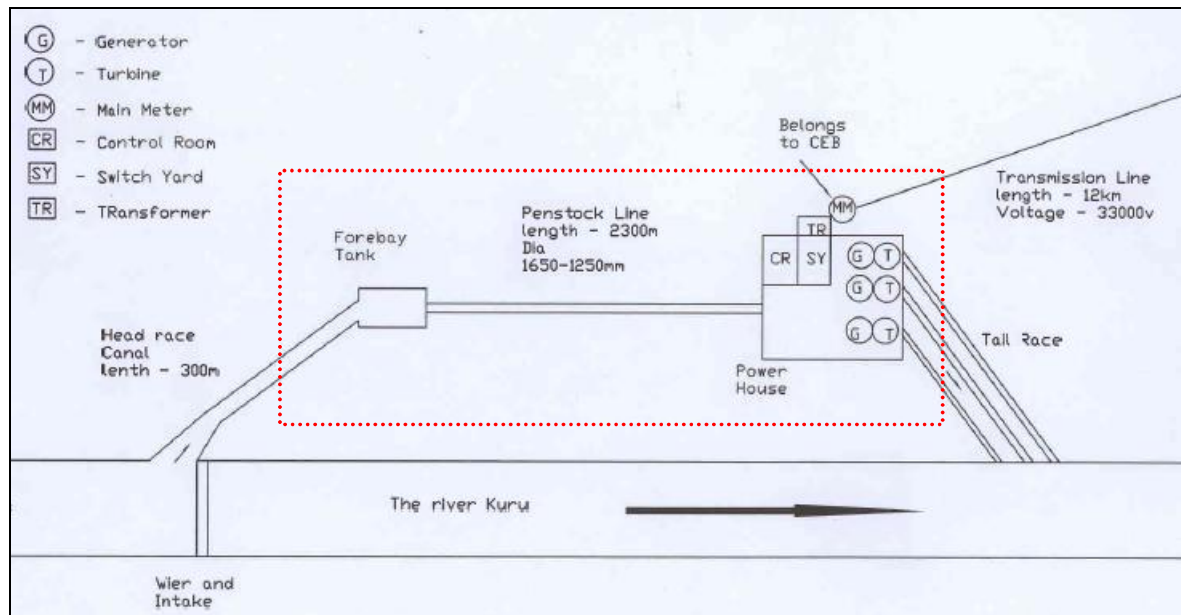 G - Generator
T - Turbine
MM - Main Meter
CR - Control Room
SY - Switch Yard
TR - TRansformer
Belongs
to CEB
MM
Transmission Line
length - 12km
Voltage - 33000v
Penstock Line
length - 2300m
Dia
1650-1250mm
Forebay
Tank
TR
CR SY G T
G T
G T
Head race
Canal
lenth - 300m
Tail Race
Power
House
The river Kuru
Wier and
Intake